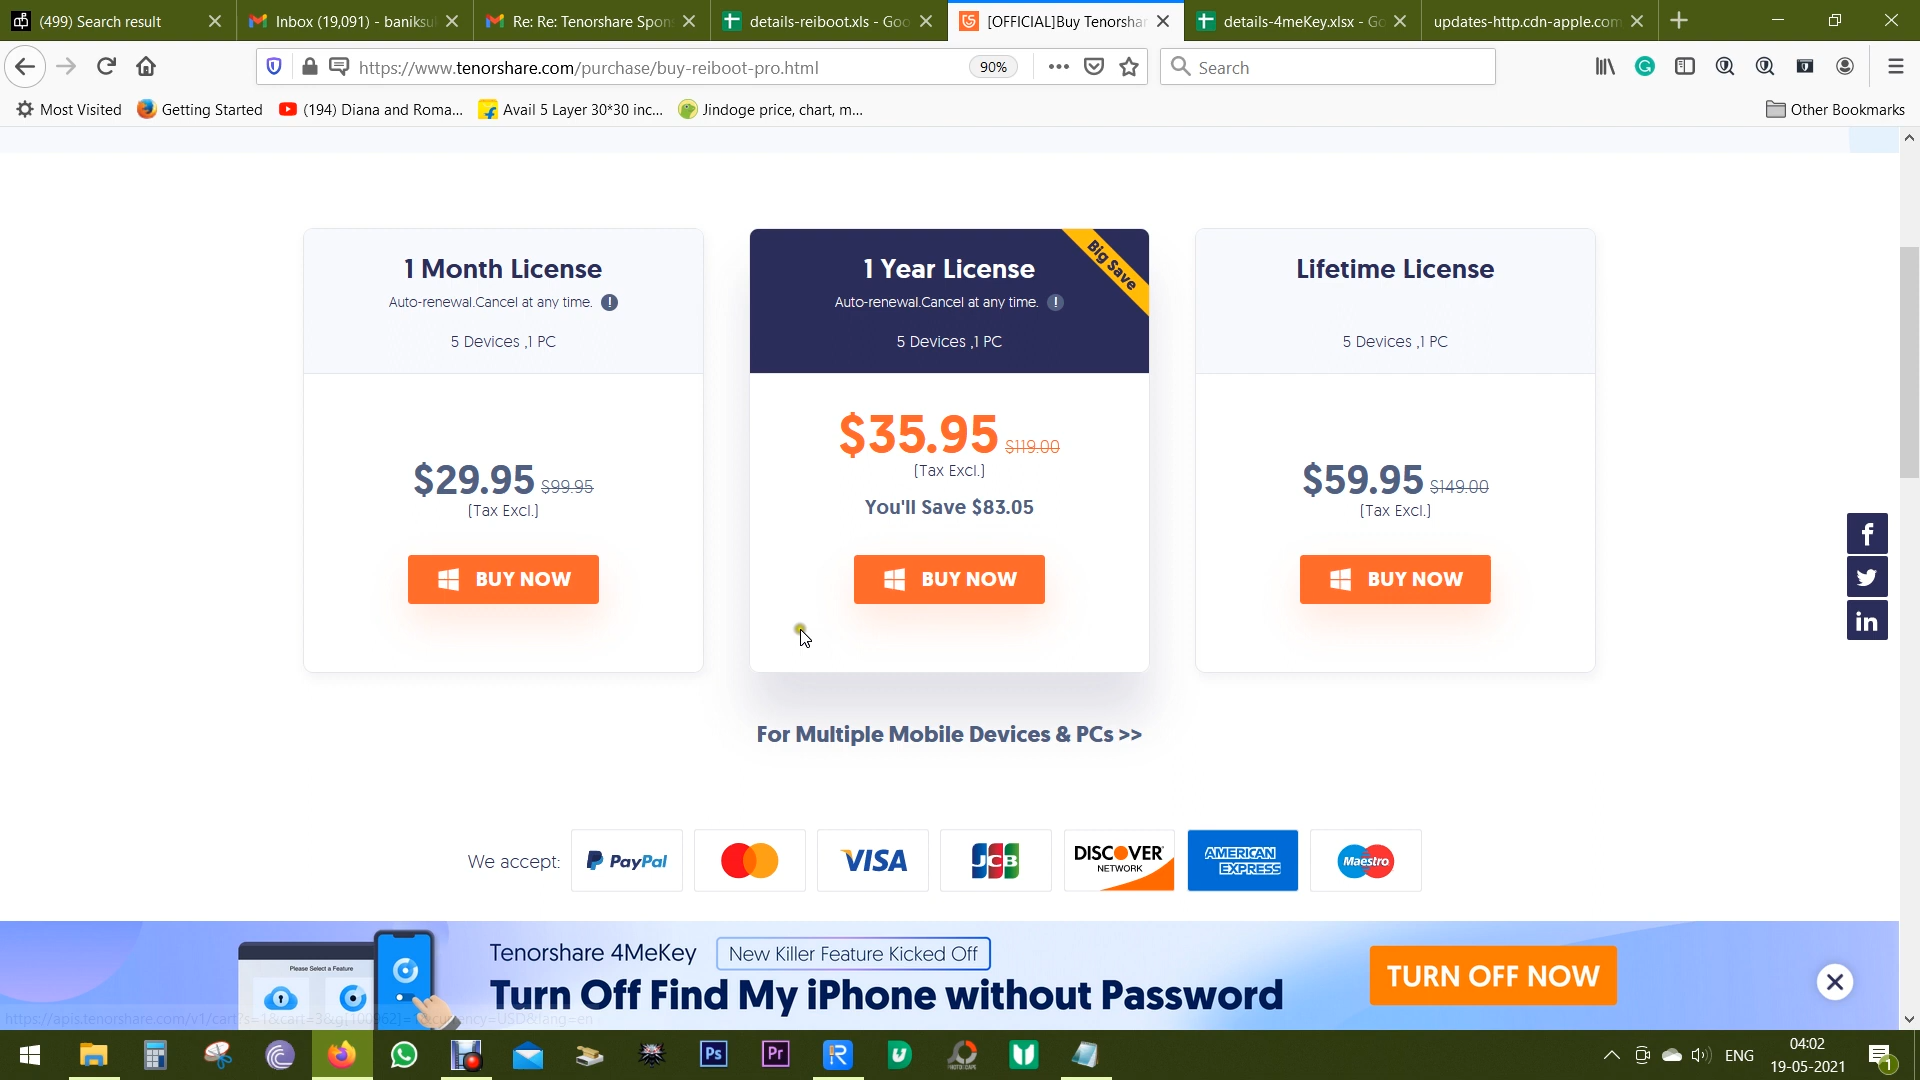 (499) Search result
Inbox (19,091) - baniksu
Re: Re: Tenorshare Spon
details-reiboot.xls - Goo
[OFFICIAL]Buy Tenorshar
details-4meKey.xlsx - Go
updates-http.cdn-apple.com
https://www.tenorshare.com/purchase/buy-reiboot-pro.html
90%
Search
Most Visited
Getting Started
(194) Diana and Roma...
Avail 5 Layer 30*30 inc...
Jindoge price, chart, m...
Other Bookmarks
1 Month License
Auto-renewal.Cancel at any time. !
5 Devices ,1 PC
$29.95 $99.95
(Tax Excl.)
BUY NOW
Big Save
1 Year License
Auto-renewal.Cancel at any time. !
5 Devices ,1 PC
$35.95 $119.00
(Tax Excl.)
You'll Save $83.05
BUY NOW
Lifetime License
5 Devices ,1 PC
$59.95 $149.00
(Tax Excl.)
BUY NOW
For Multiple Mobile Devices & PCs >>
We accept:
PayPal
VISA
JCB
DISCOVER
NETWORK
AMERICAN
EXPRESS
Maestro
Please Select a Feature
Tenorshare 4MeKey
New Killer Feature Kicked Off
Turn Off Find My iPhone without Password
TURN OFF NOW
Ps
Pr
ENG
04:02
19-05-2021
1